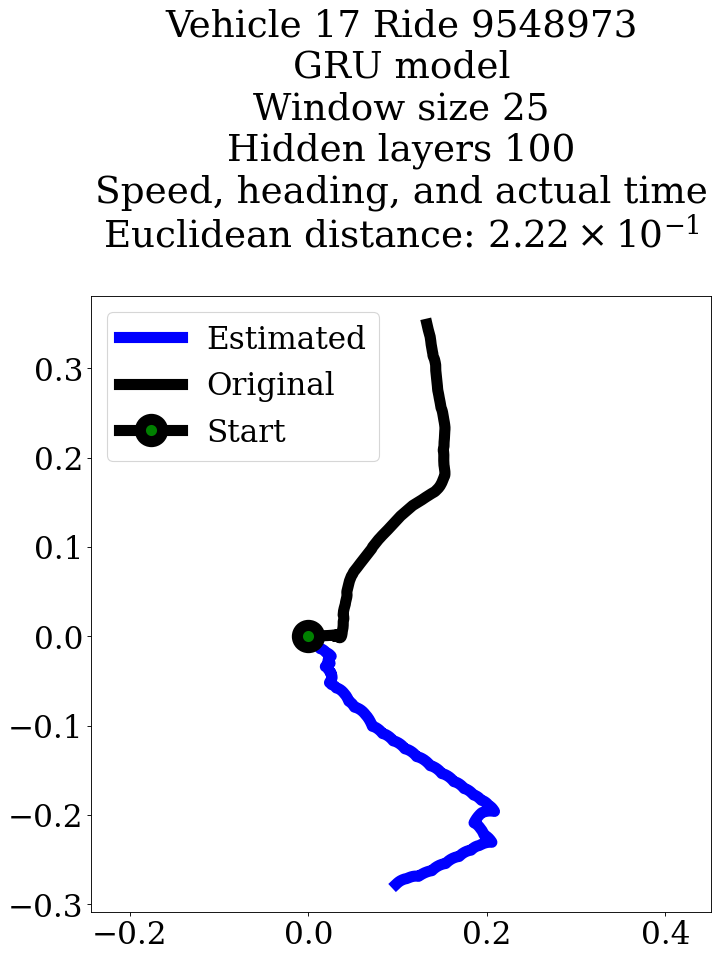 Vehicle 17 Ride 9548973
GRU model
Window size 25
Hidden layers 100
Speed, heading, and actual time
Euclidean distance: 2.22 × 10⁻¹
Estimated
Original
Start
0.3
0.2
0.1
0.0
−0.1
−0.2
−0.3
−0.2 0.0 0.2 0.4